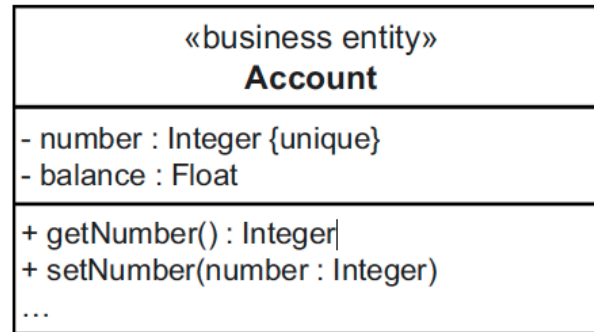 «business entity»
Account
- number : Integer {unique}
- balance : Float
+ getNumber() : Integer
+ setNumber(number : Integer)
...